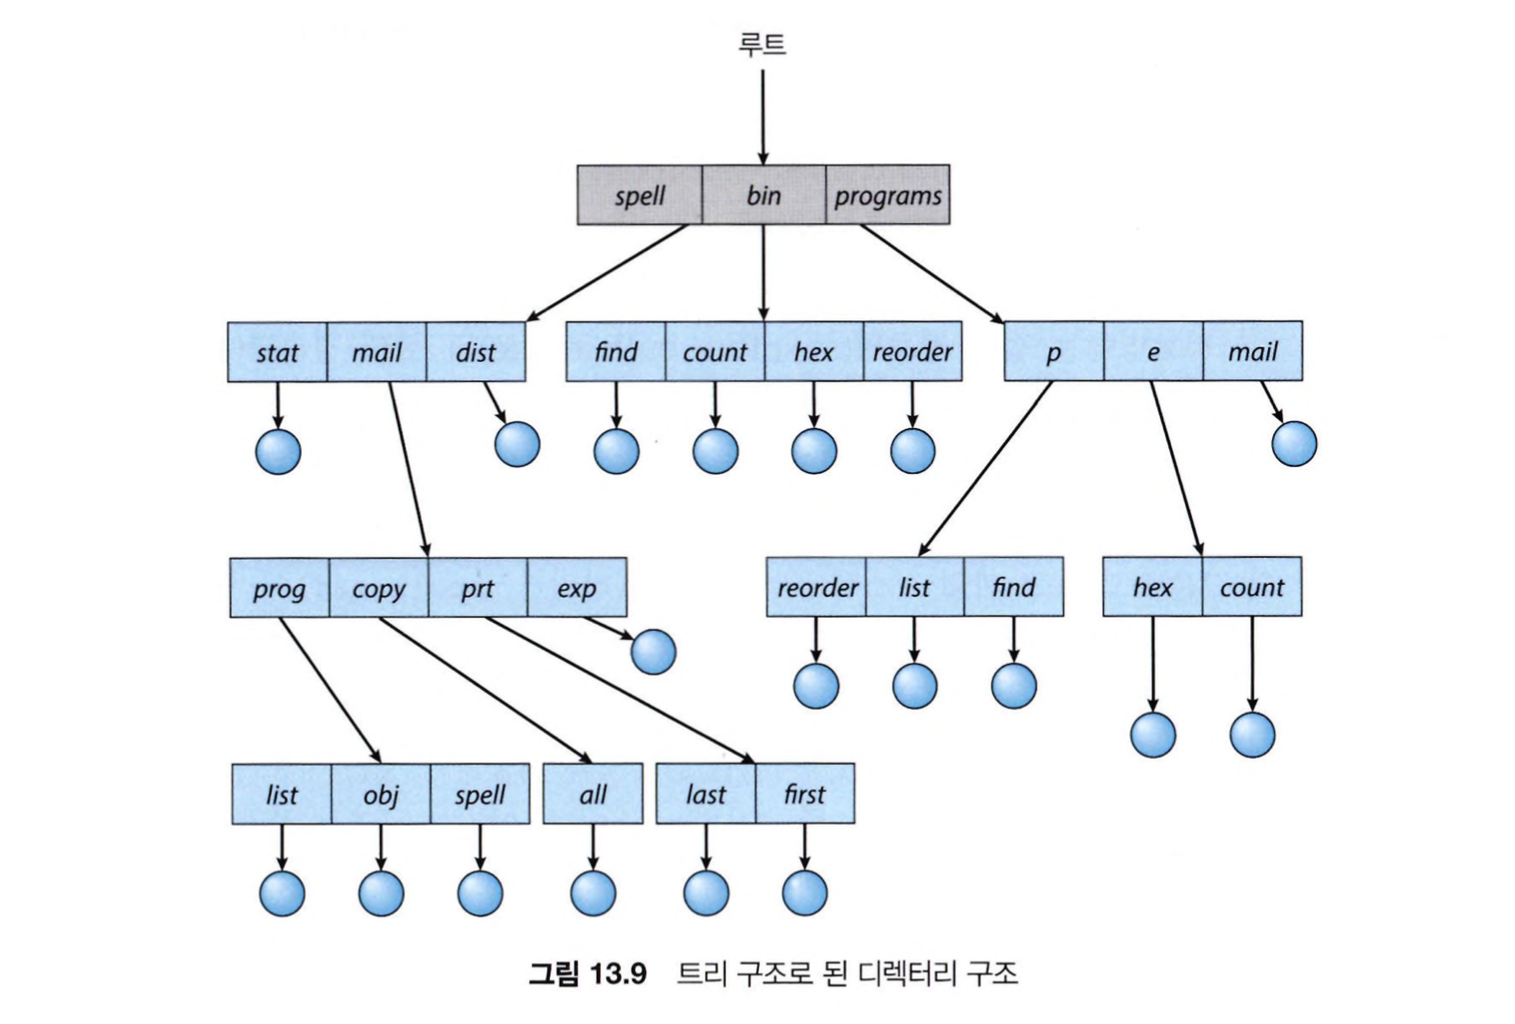 루트
spell bin programs
stat mail dist find count hex reorder p e mail
prog copy prt exp reorder list find hex count
list obj spell all last first
그림 13.9 트리 구조로 된 디렉터리 구조